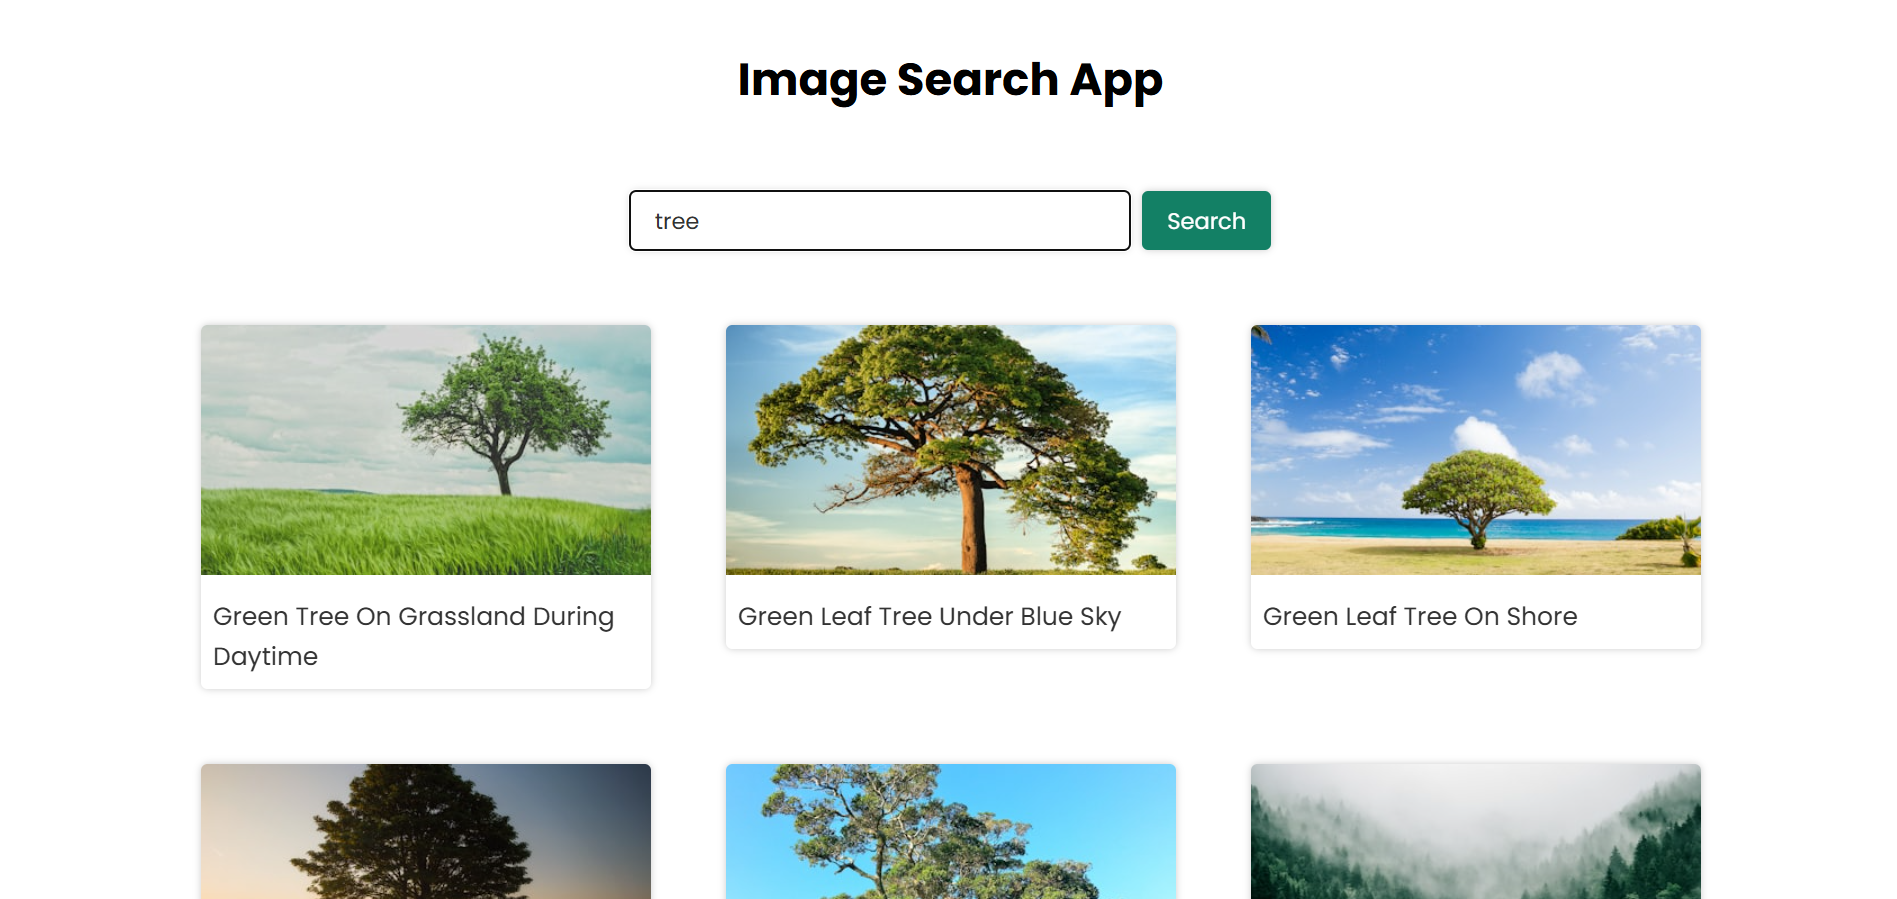 Image Search App
tree
Search
Green Tree On Grassland During
Daytime
Green Leaf Tree Under Blue Sky
Green Leaf Tree On Shore